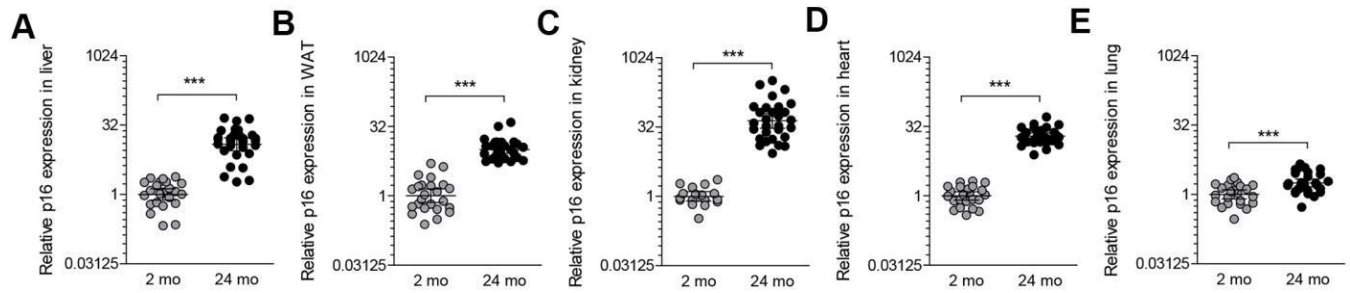 A
Relative p16 expression in liver
1024
32
1
0.03125
***
2 mo
24 mo
B
Relative p16 expression in WAT
1024
32
1
0.03125
***
2 mo
24 mo
C
Relative p16 expression in kidney
1024
32
1
0.03125
***
2 mo
24 mo
D
Relative p16 expression in heart
1024
32
1
0.03125
***
2 mo
24 mo
E
Relative p16 expression in lung
1024
32
1
0.03125
***
2 mo
24 mo